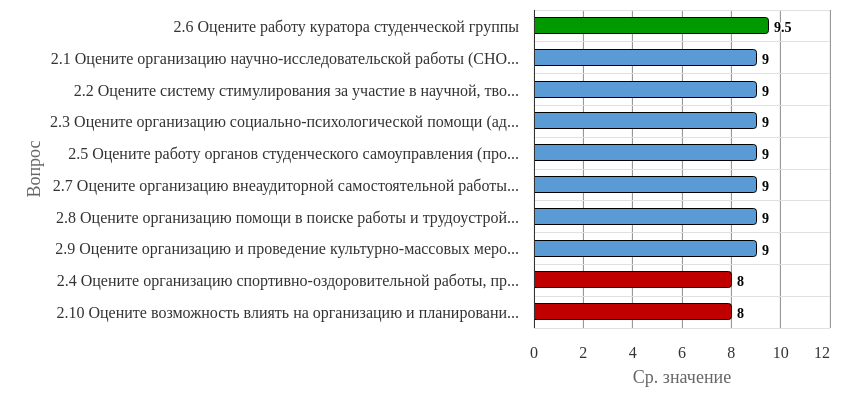 2.6 Оцените работу куратора студенческой группы 9.5
2.1 Оцените организацию научно-исследовательской работы (СНО... 9
2.2 Оцените систему стимулирования за участие в научной, тво... 9
2.3 Оцените организацию социально-психологической помощи (ад... 9
2.5 Оцените работу органов студенческого самоуправления (про... 9
2.7 Оцените организацию внеаудиторной самостоятельной работы... 9
2.8 Оцените организацию помощи в поиске работы и трудоустрой... 9
2.9 Оцените организацию и проведение культурно-массовых меро... 9
2.4 Оцените организацию спортивно-оздоровительной работы, пр... 8
2.10 Оцените возможность влиять на организацию и планировани... 8
Вопрос
0 2 4 6 8 10 12
Ср. значение